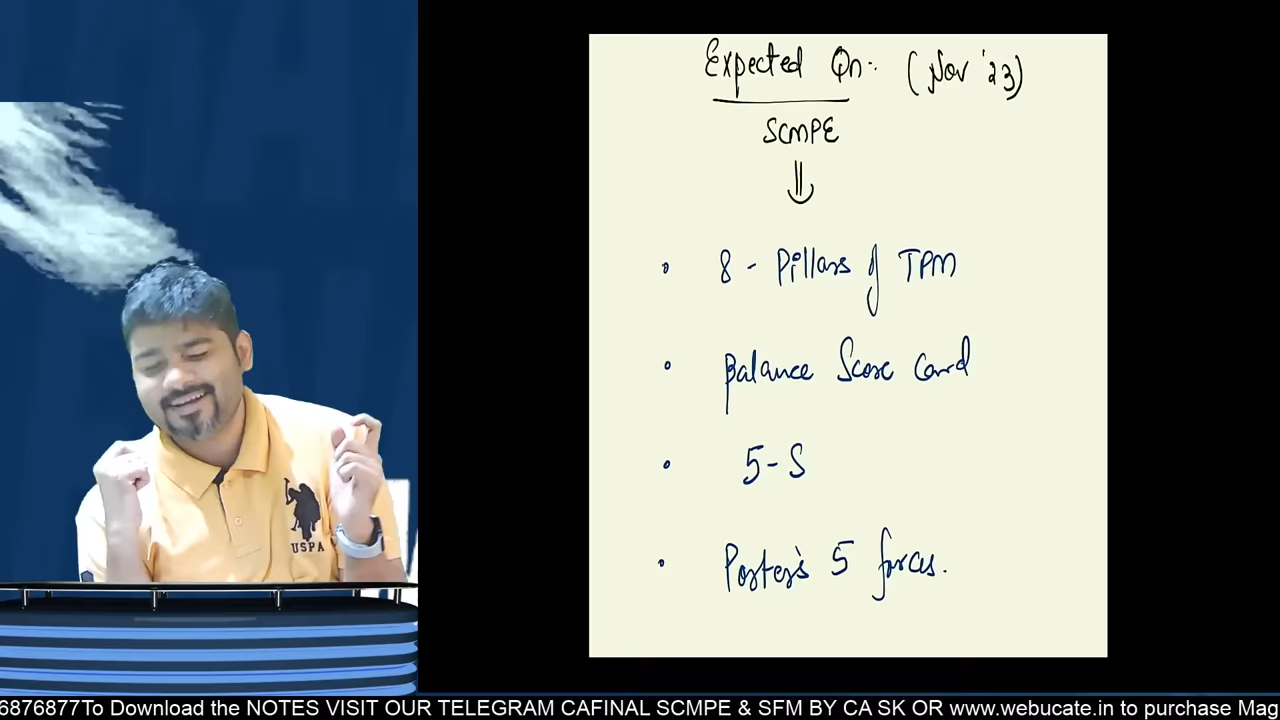 Expected Qn:- (Nov '23)
SCMPE
8 - Pillars of TPM
Balance Score Card
5-S
Porter's 5 forces.
USPA
6876877To Download the NOTES VISIT OUR TELEGRAM CAFINAL SCMPE & SFM BY CA SK OR www.webucate.in to purchase Mag